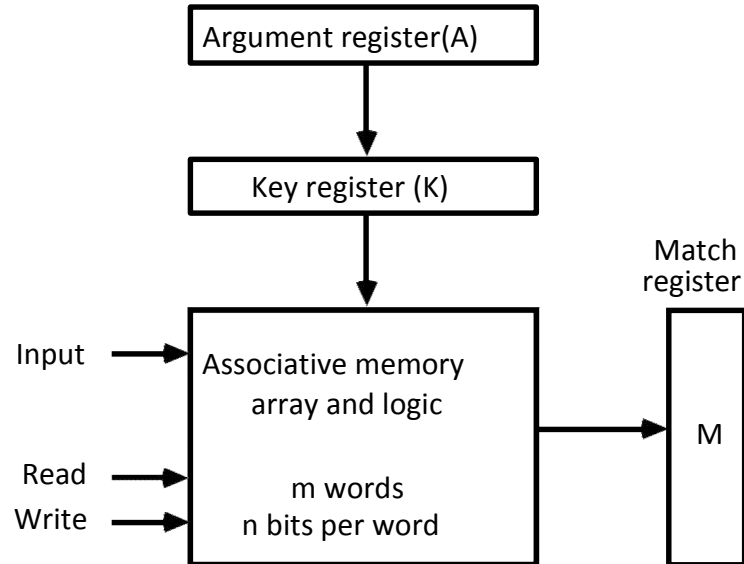 Argument register(A)
Key register (K)
Match
register
Input
Associative memory
array and logic
M
Read
m words
Write
n bits per word